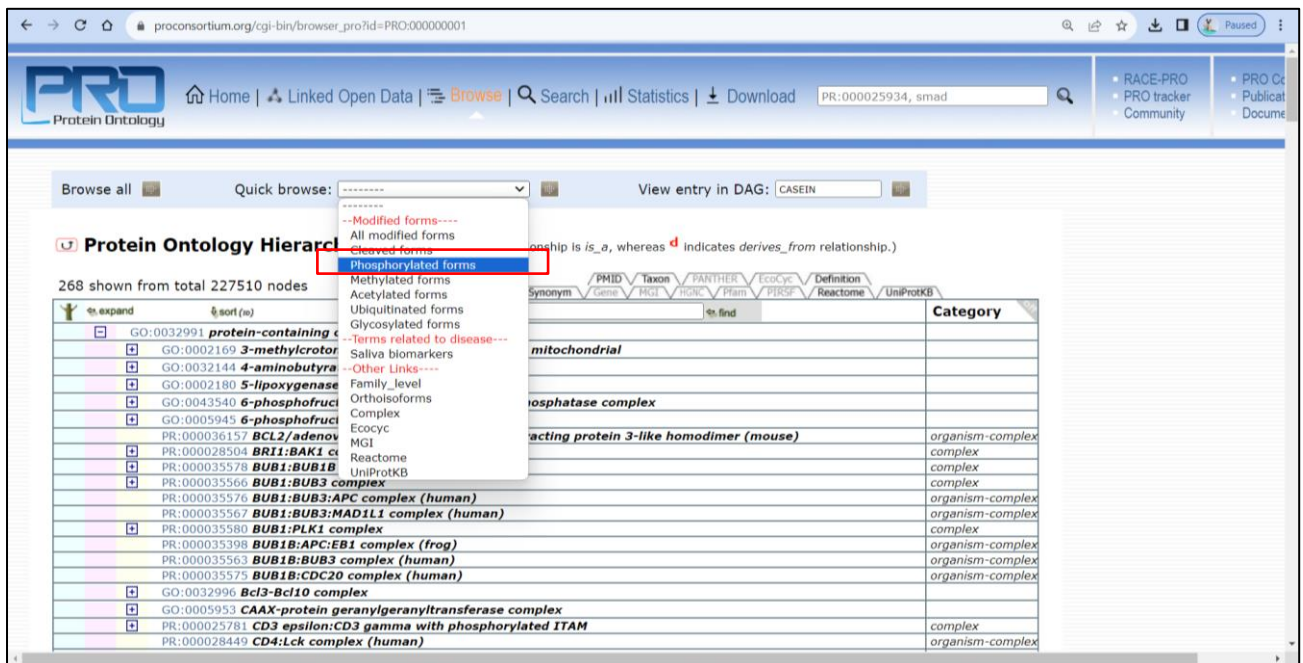 proconsortium.org/cgi-bin/browser_pro?id=PRO:000000001 Paused
PRO
Protein Ontology
Home | Linked Open Data | Browse | Search | Statistics | Download PR:000025934, smad
RACE-PRO
PRO tracker
Community
PRO Co
Publicat
Docume
Browse all Quick browse: -------- View entry in DAG: CASEIN
--------
--Modified forms----
All modified forms
Cleaved forms
Phosphorylated forms
Methylated forms
Acetylated forms
Ubiquitinated forms
Glycosylated forms
--Terms related to disease---
Saliva biomarkers
--Other Links----
Family_level
Orthoisoforms
Complex
Ecocyc
MGI
Reactome
UniProtKB
Protein Ontology Hierarc onship is is_a, whereas d indicates derives_from relationship.)
268 shown from total 227510 nodes
PMID Taxon PANTHER EcoCyc Definition
Synonym Gene MGI HGNC Pfam PIRSF Reactome UniProtKB
expand sort (ID) find Category
GO:0032991 protein-containing c
GO:0002169 3-methylcroton mitochondrial
GO:0032144 4-aminobutyra
GO:0002180 5-lipoxygenase
GO:0043540 6-phosphofruct osphatase complex
GO:0005945 6-phosphofruct
PR:000036157 BCL2/adenov acting protein 3-like homodimer (mouse) organism-complex
PR:000028504 BRI1:BAK1 co complex
PR:000035578 BUB1:BUB1B complex
PR:000035566 BUB1:BUB3 complex complex
PR:000035576 BUB1:BUB3:APC complex (human) organism-complex
PR:000035567 BUB1:BUB3:MAD1L1 complex (human) organism-complex
PR:000035580 BUB1:PLK1 complex complex
PR:000035398 BUB1B:APC:EB1 complex (frog) organism-complex
PR:000035563 BUB1B:BUB3 complex (human) organism-complex
PR:000035575 BUB1B:CDC20 complex (human) organism-complex
GO:0032996 Bcl3-Bcl10 complex
GO:0005953 CAAX-protein geranylgeranyltransferase complex
PR:000025781 CD3 epsilon:CD3 gamma with phosphorylated ITAM complex
PR:000028449 CD4:Lck complex (human) organism-complex